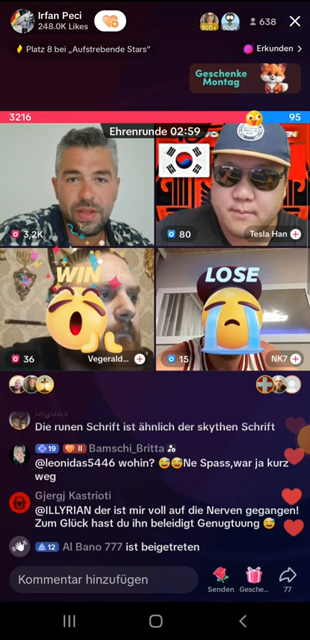 Irfan Peci
248.0K Likes
638
Platz 8 bei „Aufstrebende Stars“
Erkunden
Geschenke
Montag
3216
95
Ehrenrunde 02:59
3,2K
80
Tesla Han
WIN
LOSE
36
Vegerald...
15
NK7
Die runen Schrift ist ähnlich der skythen Schrift
19 II Bamschi_Britta
@leonidas5446 wohin? 😅😅Ne Spass,war ja kurz
weg
Gjergj Kastrioti
@ILLYRIAN der ist mir voll auf die Nerven gegangen!
Zum Glück hast du ihn beleidigt Genugtuung 😅
12 Al Bano 777 ist beigetreten
Kommentar hinzufügen
Senden
Gesche...
77